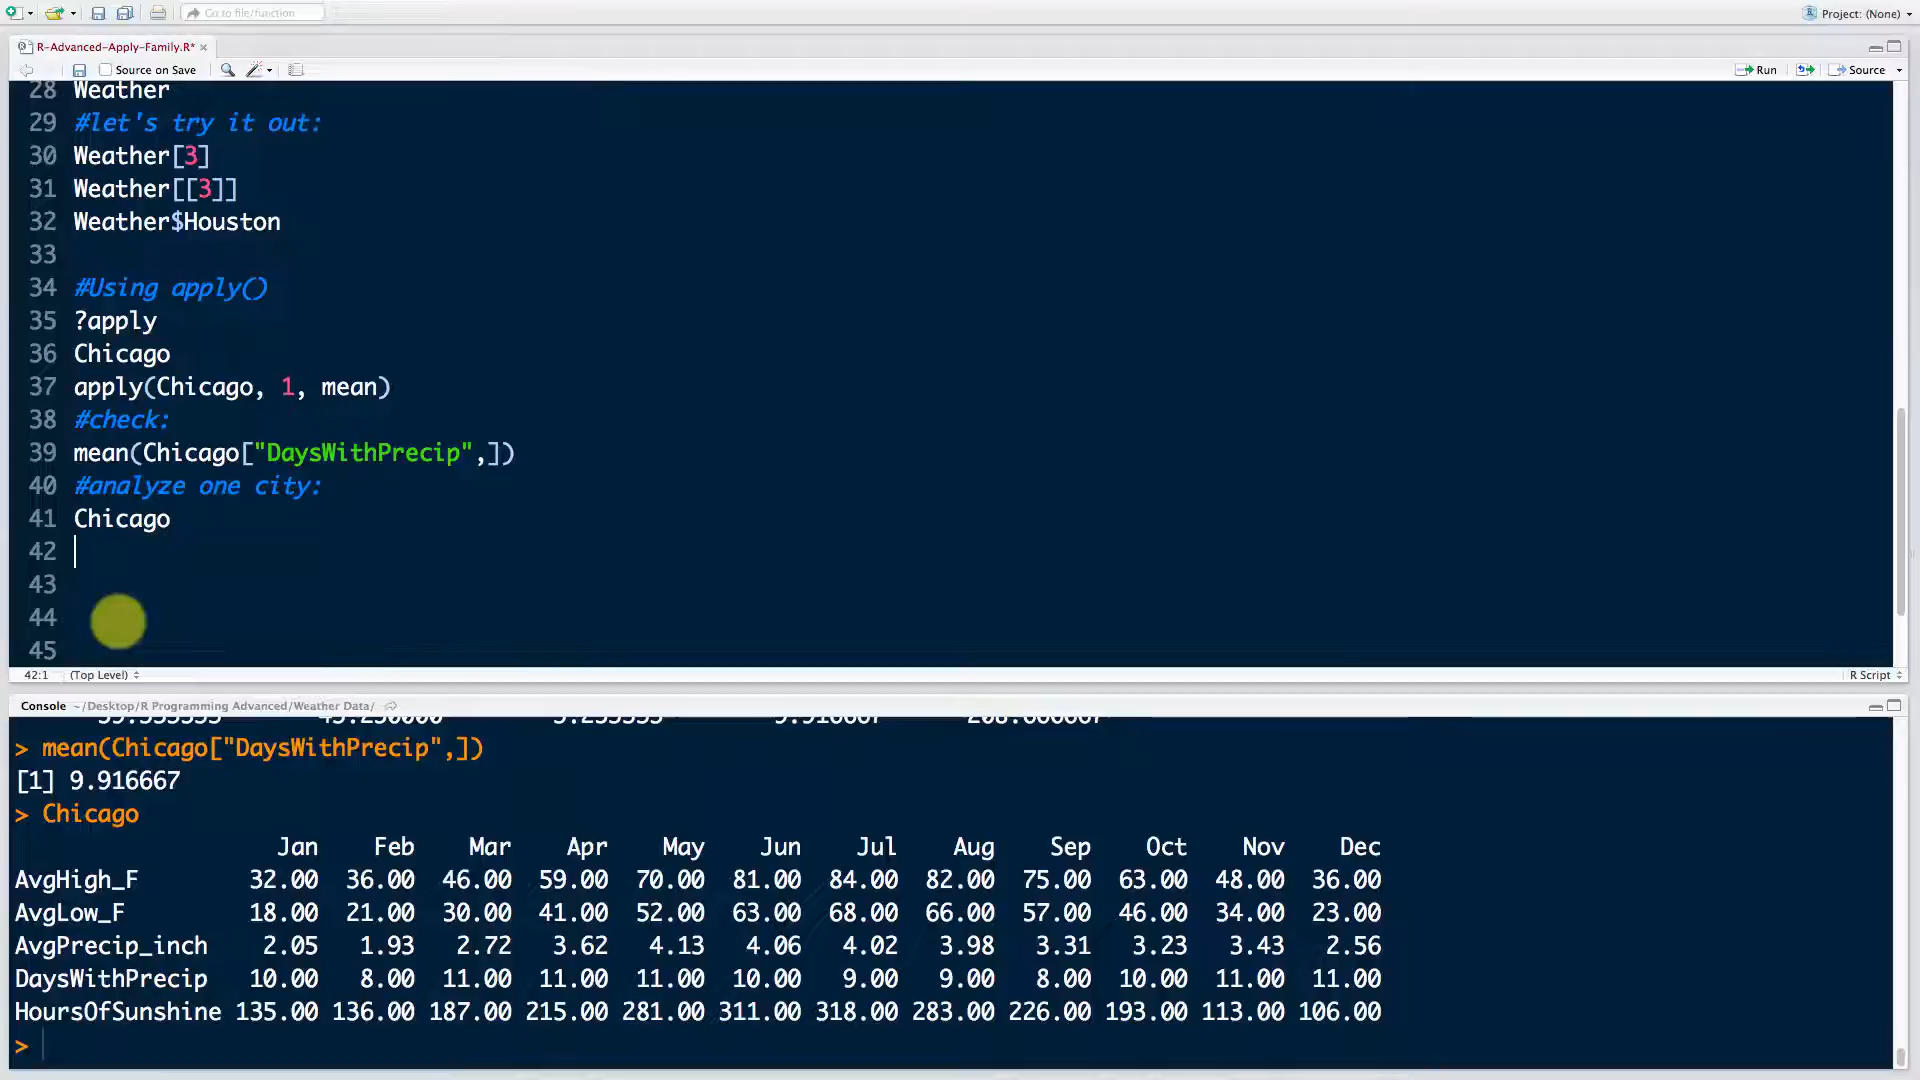 Go to file/function
Project: (None)
R-Advanced-Apply-Family.R*
Source on Save
Run
Source
28 Weather
29 #let's try it out:
30 Weather[3]
31 Weather[[3]]
32 Weather$Houston
33
34 #Using apply()
35 ?apply
36 Chicago
37 apply(Chicago, 1, mean)
38 #check:
39 mean(Chicago["DaysWithPrecip",])
40 #analyze one city:
41 Chicago
42
43
44
45
42:1 (Top Level) R Script
Console ~/Desktop/R Programming Advanced/Weather Data/
> mean(Chicago["DaysWithPrecip",])
[1] 9.916667
> Chicago
Jan Feb Mar Apr May Jun Jul Aug Sep Oct Nov Dec
AvgHigh_F 32.00 36.00 46.00 59.00 70.00 81.00 84.00 82.00 75.00 63.00 48.00 36.00
AvgLow_F 18.00 21.00 30.00 41.00 52.00 63.00 68.00 66.00 57.00 46.00 34.00 23.00
AvgPrecip_inch 2.05 1.93 2.72 3.62 4.13 4.06 4.02 3.98 3.31 3.23 3.43 2.56
DaysWithPrecip 10.00 8.00 11.00 11.00 11.00 10.00 9.00 9.00 8.00 10.00 11.00 11.00
HoursOfSunshine 135.00 136.00 187.00 215.00 281.00 311.00 318.00 283.00 226.00 193.00 113.00 106.00
>